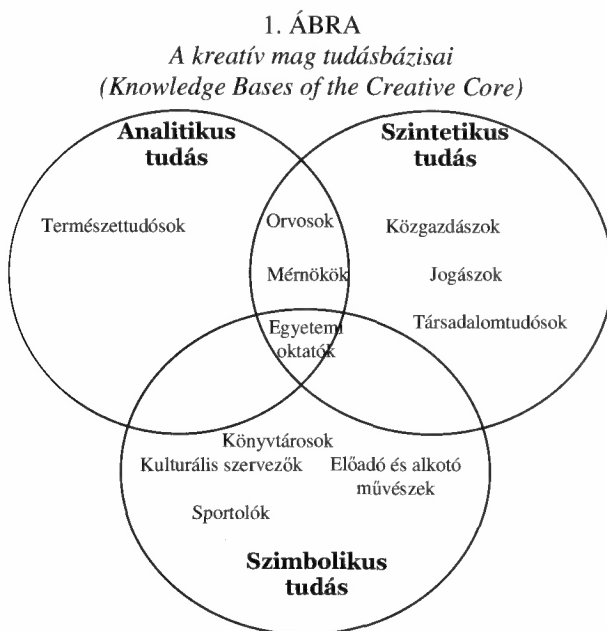 1. ÁBRA
A kreatív mag tudásbázisai
(Knowledge Bases of the Creative Core)
Analitikus
tudás
Szintetikus
tudás
Természettudósok
Orvosok
Közgazdászok
Mérnökök
Jogászok
Egyetemi
oktatók
Társadalomtudósok
Könyvtárosok
Kulturális szervezők
Előadó és alkotó
művészek
Sportolók
Szimbolikus
tudás